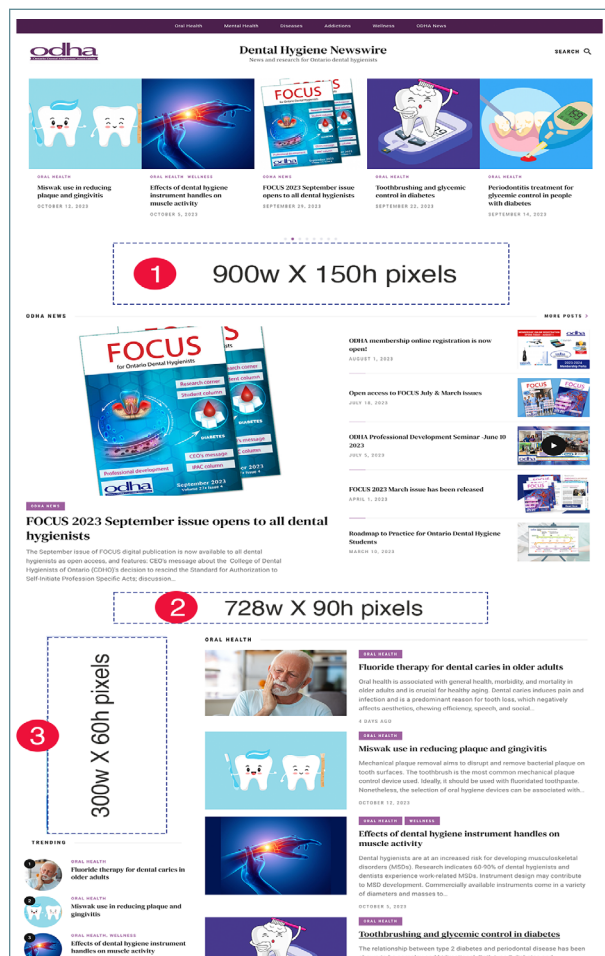 Oral Health Mental Health Diseases Addictions Wellness ODHA News
odha
Dental Hygiene Newswire
News and research for Ontario dental hygienists
SEARCH
FOCUS
for Ontario Dental Hygienists
ORAL HEALTH
Miswak use in reducing
plaque and gingivitis
OCTOBER 12, 2023
ORAL HEALTH WELLNESS
Effects of dental hygiene
instrument handles on
muscle activity
OCTOBER 5, 2023
ODHA NEWS
FOCUS 2023 September issue
opens to all dental hygienists
SEPTEMBER 29, 2023
ORAL HEALTH
Toothbrushing and glycemic
control in diabetes
SEPTEMBER 22, 2023
ORAL HEALTH
Periodontitis treatment for
glycemic control in people
with diabetes
SEPTEMBER 14, 2023
1 900w X 150h pixels
ODHA NEWS
MORE POSTS >
FOCUS
for Ontario Dental Hygienists
Research corner
Student column
DIABETES
CEO's message
IPAC column
Professional development
odha
September 2023
ODHA NEWS
FOCUS 2023 September issue opens to all dental
hygienists
The September issue of FOCUS digital publication is now available to all dental
hygienists as open access, and features: CEO's message about the College of Dental
Hygienists of Ontario (CDHO)'s decision to rescind the Standard for Authorization to
Self-Initiate Profession Specific Acts; discussion...
ODHA membership online registration is now
open!
AUGUST 1, 2023
odha
Open access to FOCUS July & March issues
JULY 18, 2023
FOCUS
ODHA Professional Development Seminar -June 10
2023
JULY 5, 2023
FOCUS 2023 March issue has been released
APRIL 1, 2023
Roadmap to Practice for Ontario Dental Hygiene
Students
MARCH 10, 2023
2 728w X 90h pixels
3 300w X 60h pixels
ORAL HEALTH
ORAL HEALTH
Fluoride therapy for dental caries in older adults
Oral health is associated with general health, morbidity, and mortality in
older adults and is crucial for healthy aging. Dental caries induces pain and
infection and is a predominant reason for tooth loss, which negatively
affects aesthetics, chewing efficiency, speech, and social...
4 DAYS AGO
ORAL HEALTH
Miswak use in reducing plaque and gingivitis
Mechanical plaque removal aims to disrupt and remove bacterial plaque on
tooth surfaces. The toothbrush is the most common mechanical plaque
control device used. Ideally, it should be used with fluoridated toothpaste.
Nonetheless, the selection of oral hygiene devices can be associated with...
OCTOBER 12, 2023
ORAL HEALTH WELLNESS
Effects of dental hygiene instrument handles on
muscle activity
Dental hygienists are at an increased risk for developing musculoskeletal
disorders (MSDs). Research indicates 60-90% of dental hygienists and
dentists experience work-related MSDs. Instrument design may contribute
to MSD development. Commercially available instruments come in a variety
of diameters and masses to...
OCTOBER 5, 2023
ORAL HEALTH
Toothbrushing and glycemic control in diabetes
The relationship between type 2 diabetes and periodontal disease has been
TRENDING
1
ORAL HEALTH
Fluoride therapy for dental caries in
older adults
2
ORAL HEALTH
Miswak use in reducing plaque and
gingivitis
3
ORAL HEALTH, WELLNESS
Effects of dental hygiene instrument
handles on muscle activity